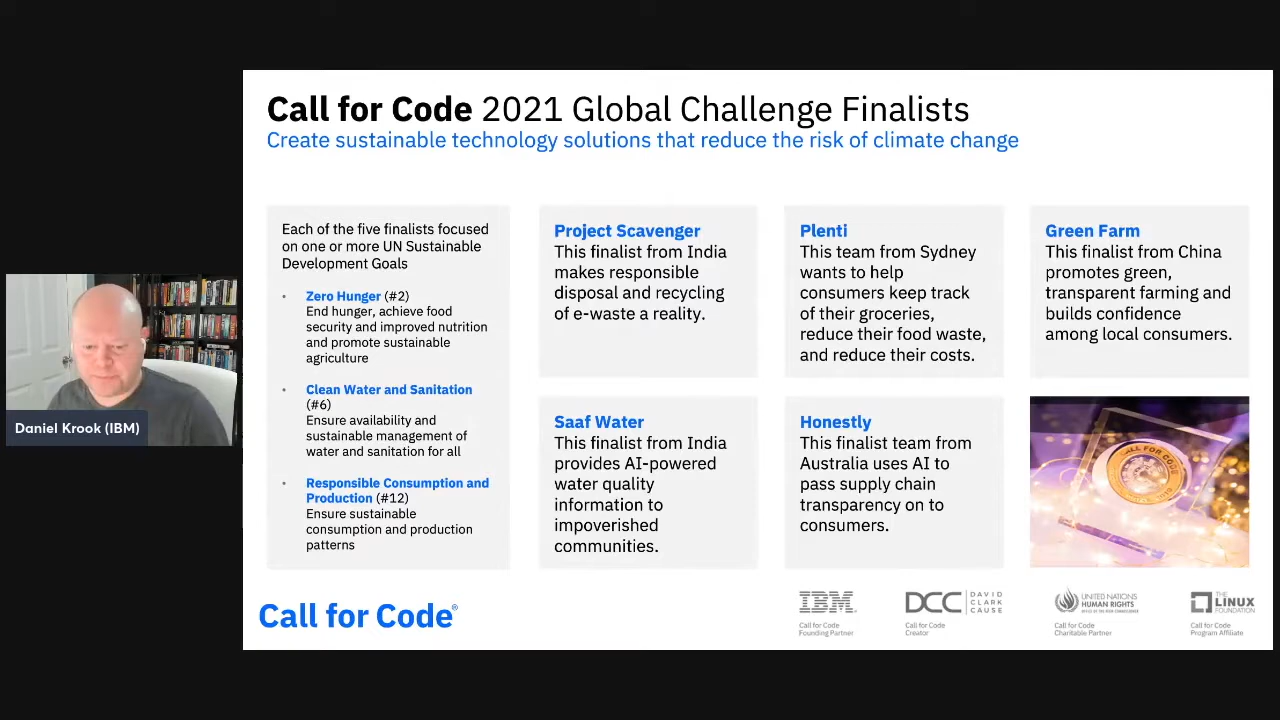 Call for Code 2021 Global Challenge Finalists
Create sustainable technology solutions that reduce the risk of climate change
Each of the five finalists focused
on one or more UN Sustainable
Development Goals
• Zero Hunger (#2)
End hunger, achieve food
security and improved nutrition
and promote sustainable
agriculture
• Clean Water and Sanitation
(#6)
Ensure availability and
sustainable management of
water and sanitation for all
• Responsible Consumption and
Production (#12)
Ensure sustainable
consumption and production
patterns
Project Scavenger
This finalist from India
makes responsible
disposal and recycling
of e-waste a reality.
Plenti
This team from Sydney
wants to help
consumers keep track
of their groceries,
reduce their food waste,
and reduce their costs.
Green Farm
This finalist from China
promotes green,
transparent farming and
builds confidence
among local consumers.
Saaf Water
This finalist from India
provides AI-powered
water quality
information to
impoverished
communities.
Honestly
This finalist team from
Australia uses AI to
pass supply chain
transparency on to
consumers.
CALL FOR CODE
Daniel Krook (IBM)
Call for Code®
IBM
Call for Code
Founding Partner
DCC
DAVID
CLARK
CAUSE
Call for Code
Creator
UNITED NATIONS
HUMAN RIGHTS
Call for Code
Charitable Partner
THE
LINUX
FOUNDATION
Call for Code
Program Affiliate